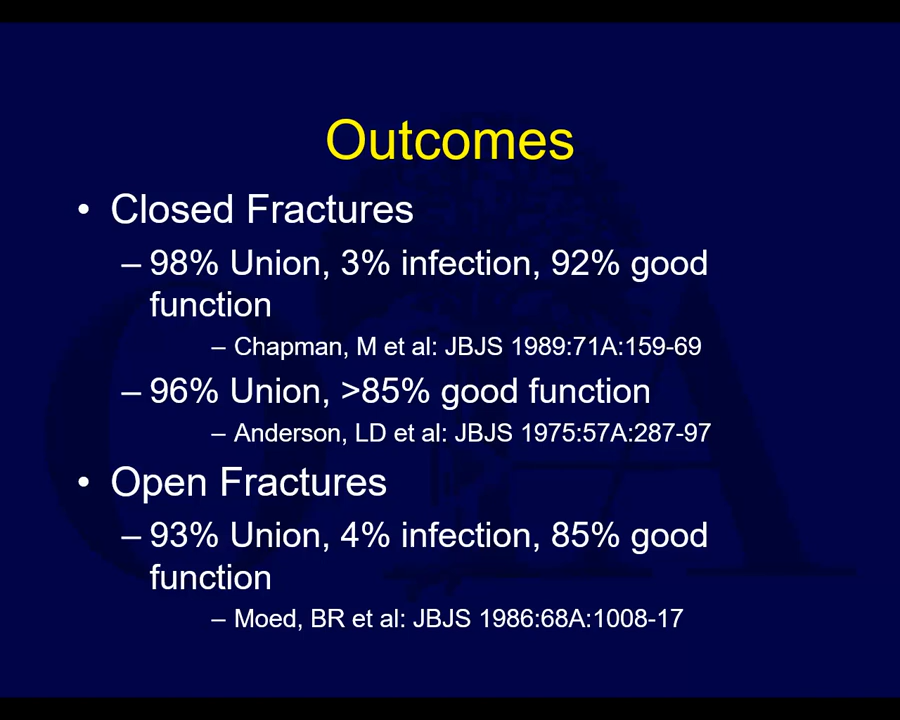 Outcomes
• Closed Fractures
– 98% Union, 3% infection, 92% good
function
– Chapman, M et al: JBJS 1989:71A:159-69
– 96% Union, >85% good function
– Anderson, LD et al: JBJS 1975:57A:287-97
• Open Fractures
– 93% Union, 4% infection, 85% good
function
– Moed, BR et al: JBJS 1986:68A:1008-17
OTA